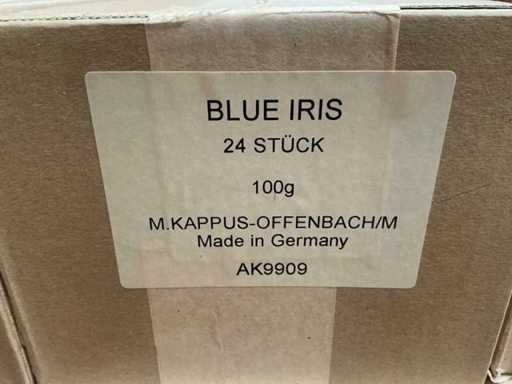 BLUE IRIS
24 STÜCK
100g
M.KAPPUS-OFFENBACH/M
Made in Germany
AK9909